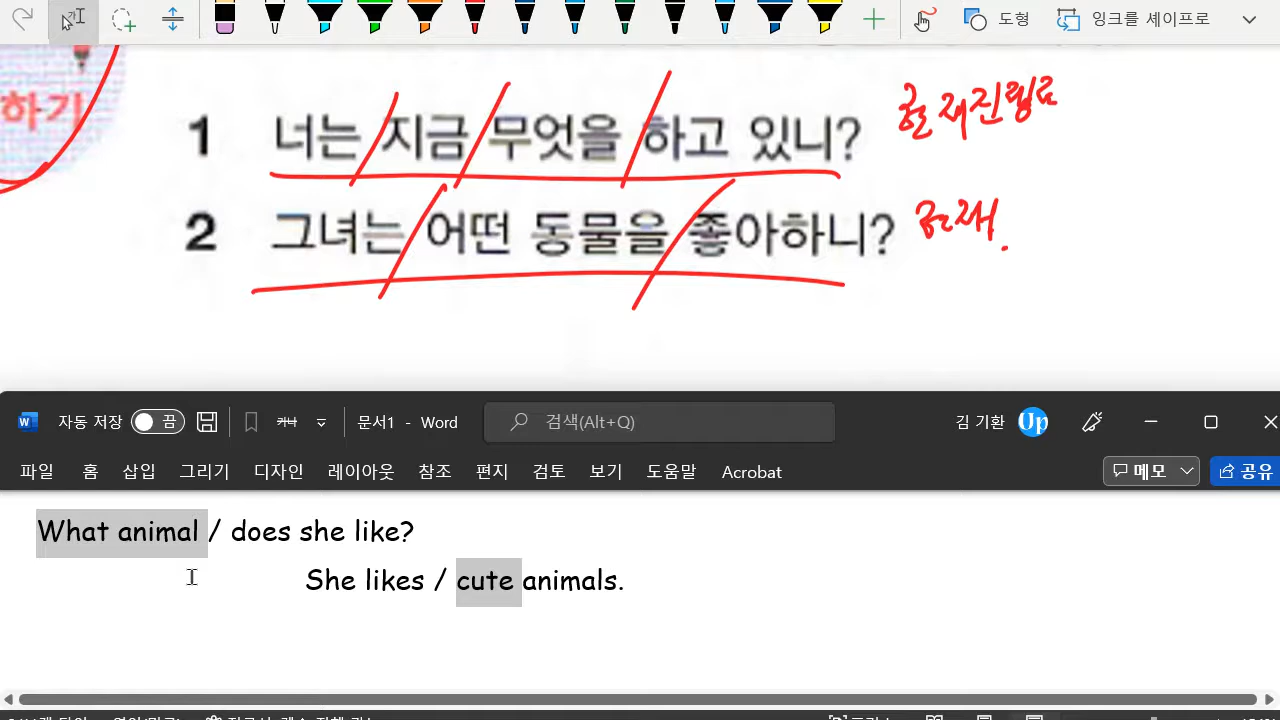 도형
잉크를 셰이프로
하기
1 너는 지금 무엇을 하고 있니? 현재진행형
2 그녀는 어떤 동물을 좋아하니? 현재.
자동 저장 끔 가나 문서1 - Word 검색(Alt+Q) 김 기환 Up
파일 홈 삽입 그리기 디자인 레이아웃 참조 편지 검토 보기 도움말 Acrobat 메모 공유
What animal / does she like?
She likes / cute animals.